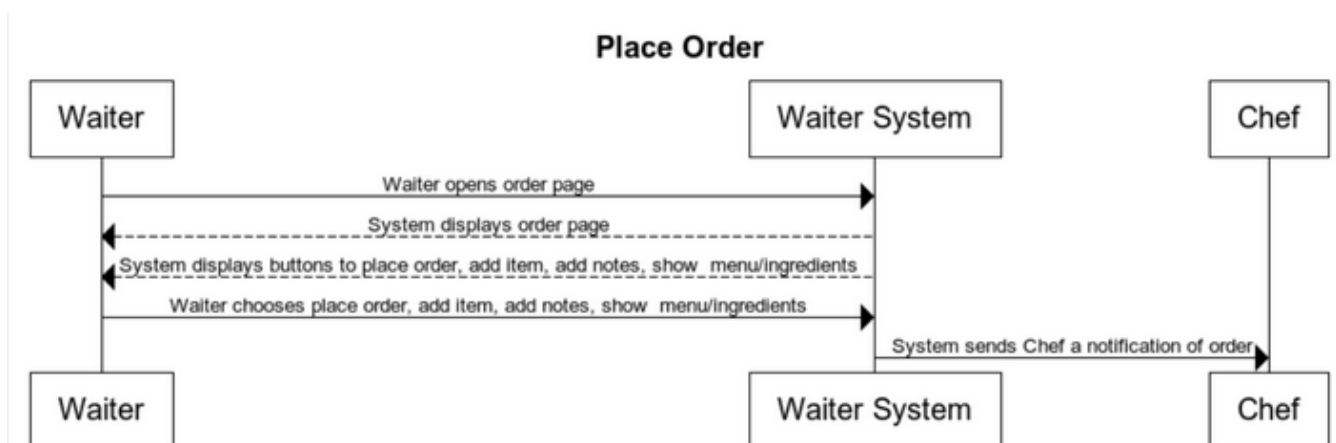 Place Order
Waiter
Waiter System
Chef
Waiter opens order page
System displays order page
System displays buttons to place order, add item, add notes, show  menu/ingredients
Waiter chooses place order, add item, add notes, show  menu/ingredients
System sends Chef a notification of order
Waiter
Waiter System
Chef